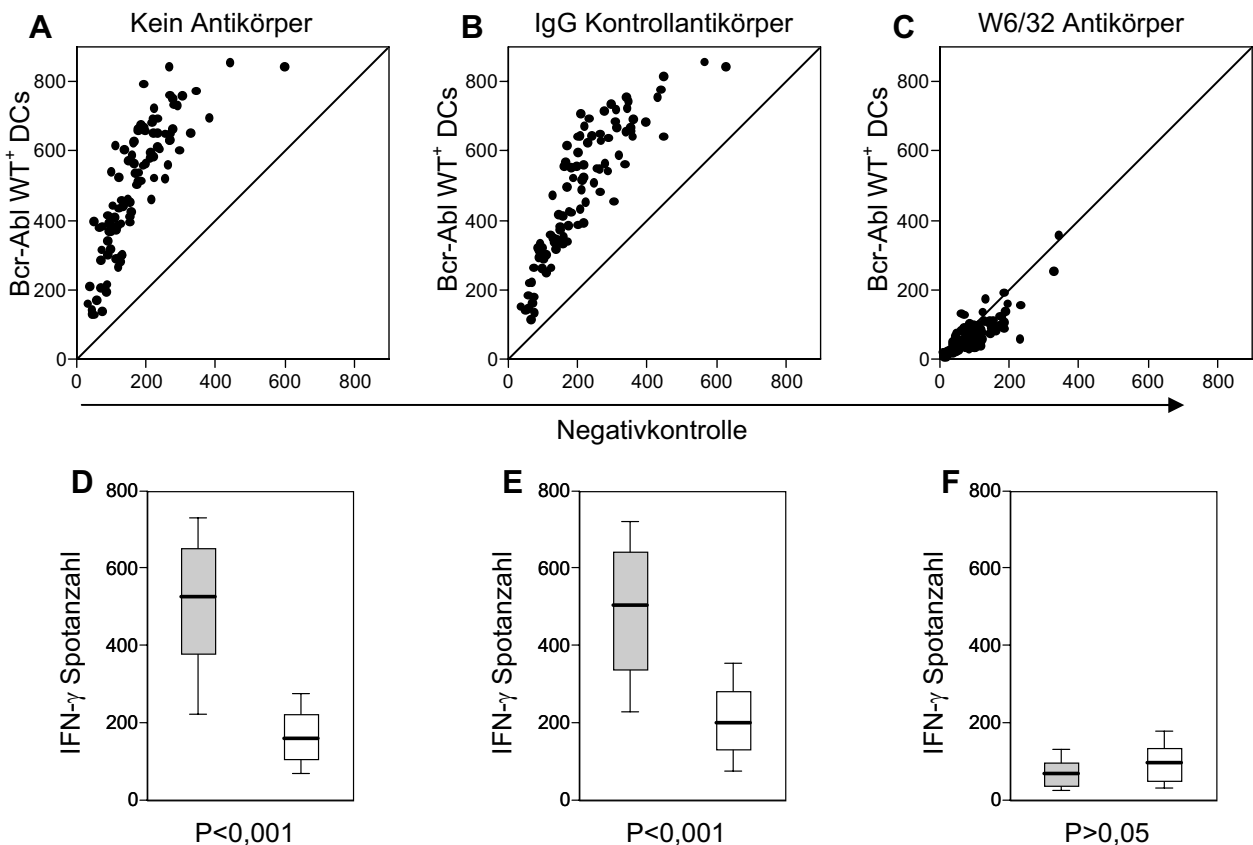 A Kein Antikörper
B IgG Kontrollantikörper
C W6/32 Antikörper
Bcr-Abl WT⁺ DCs
800
600
400
200
0
0 200 400 600 800
Bcr-Abl WT⁺ DCs
800
600
400
200
0
0 200 400 600 800
Bcr-Abl WT⁺ DCs
800
600
400
200
0
0 200 400 600 800
Negativkontrolle
D
IFN-γ Spotanzahl
800
600
400
200
0
P<0,001
E
IFN-γ Spotanzahl
800
600
400
200
0
P<0,001
F
IFN-γ Spotanzahl
800
600
400
200
0
P>0,05